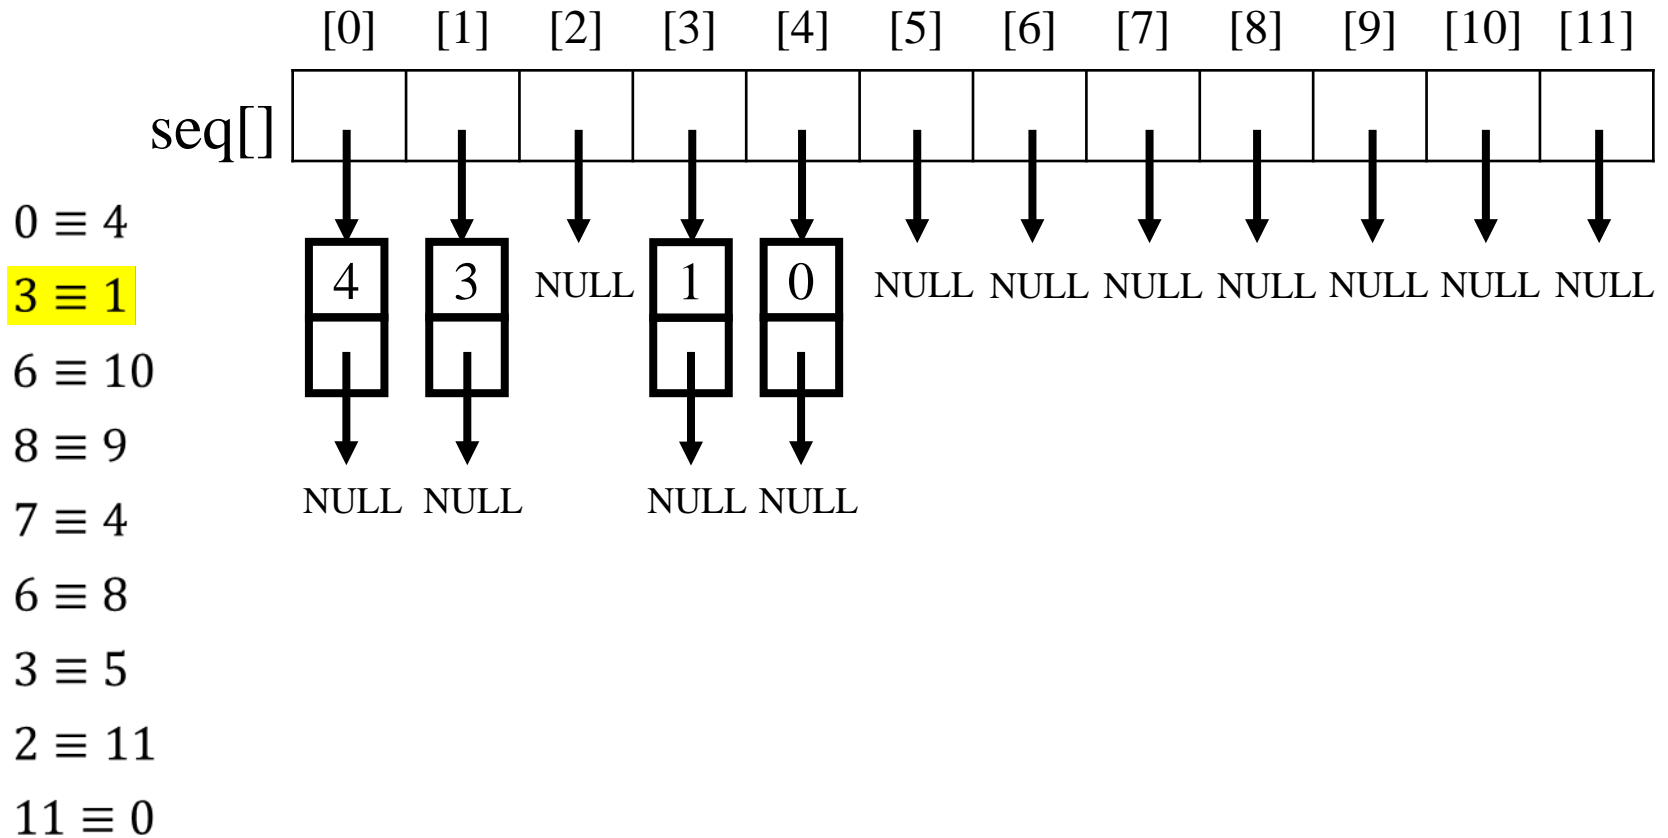 [0] [1] [2] [3] [4] [5] [6] [7] [8] [9] [10] [11]
seq[]
0 ≡ 4
3 ≡ 1
6 ≡ 10
8 ≡ 9
7 ≡ 4
6 ≡ 8
3 ≡ 5
2 ≡ 11
11 ≡ 0
4 3 NULL 1 0 NULL NULL NULL NULL NULL NULL NULL
NULL NULL NULL NULL